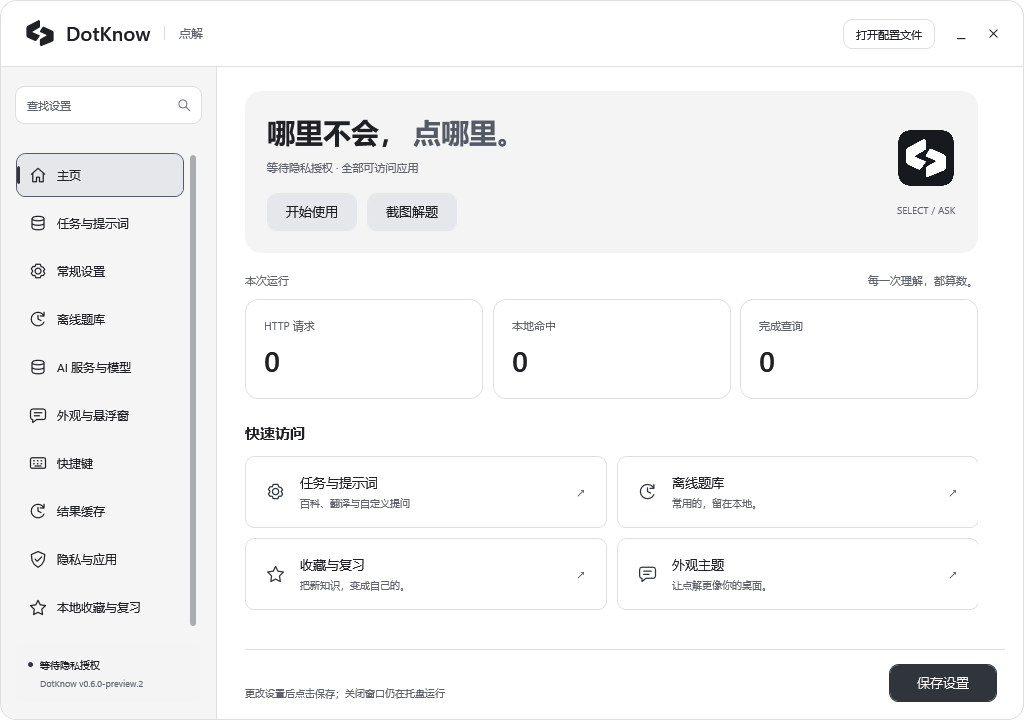 DotKnow 点解
打开配置文件
查找设置
主页
任务与提示词
常规设置
离线题库
AI 服务与模型
外观与悬浮窗
快捷键
结果缓存
隐私与应用
本地收藏与复习
等待隐私授权
DotKnow v0.6.0-preview.2
哪里不会， 点哪里。
等待隐私授权 · 全部可访问应用
开始使用 截图解题
SELECT / ASK
本次运行 每一次理解，都算数。
HTTP 请求 本地命中 完成查询
0 0 0
快速访问
任务与提示词
百科、翻译与自定义提问
离线题库
常用的，留在本地。
收藏与复习
把新知识，变成自己的。
外观主题
让点解更像你的桌面。
更改设置后点击保存；关闭窗口仍在托盘运行
保存设置